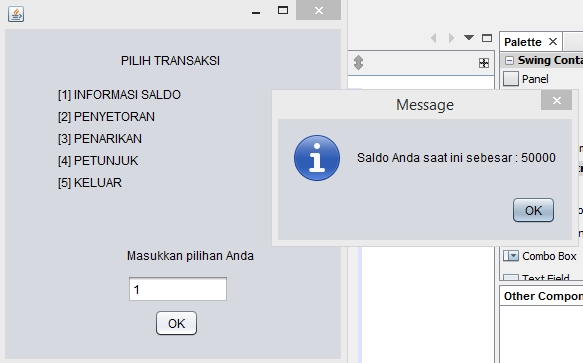 PILIH TRANSAKSI
[1] INFORMASI SALDO
[2] PENYETORAN
[3] PENARIKAN
[4] PETUNJUK
[5] KELUAR
Masukkan pilihan Anda
1
OK
Message
Saldo Anda saat ini sebesar : 50000
OK
Palette
Swing Conta
Panel
Combo Box
Text Field
Other Compon